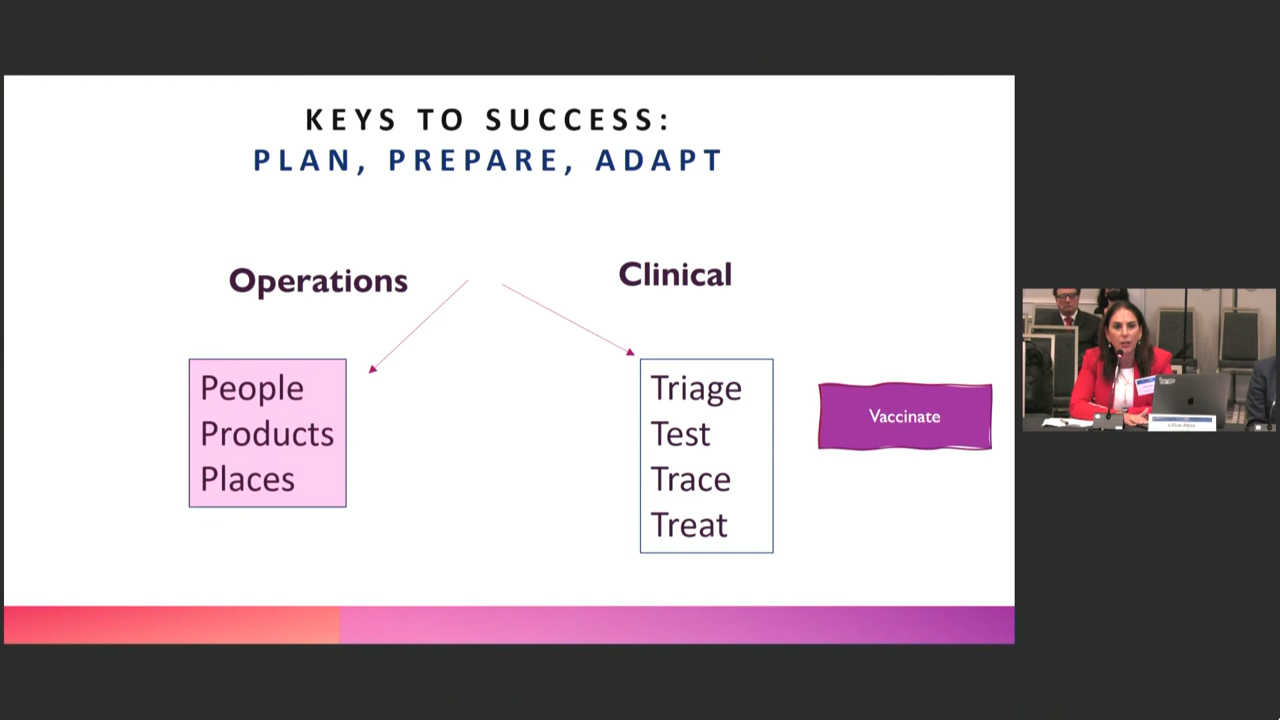 KEYS TO SUCCESS:
PLAN, PREPARE, ADAPT
Operations
Clinical
People
Products
Places
Triage
Test
Trace
Treat
Vaccinate